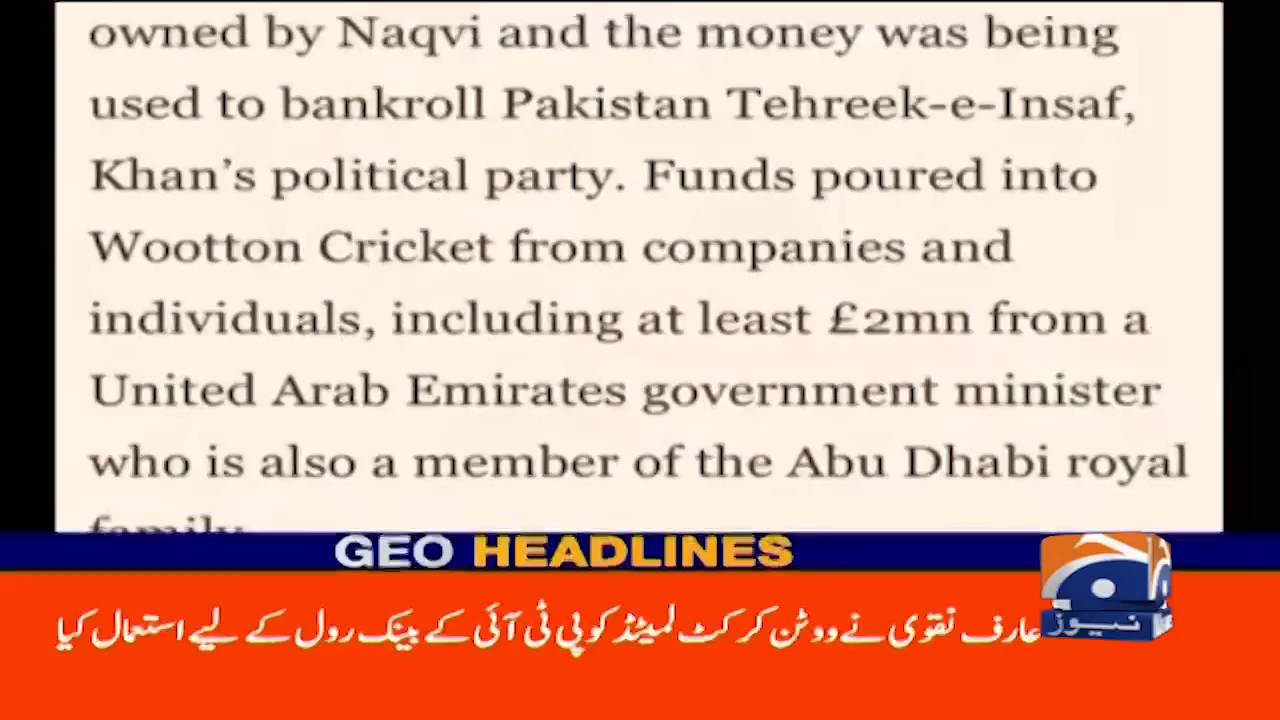 owned by Naqvi and the money was being
used to bankroll Pakistan Tehreek-e-Insaf,
Khan's political party. Funds poured into
Wootton Cricket from companies and
individuals, including at least £2mn from a
United Arab Emirates government minister
who is also a member of the Abu Dhabi royal
family.
GEO HEADLINES
عارف نقوی نے ووٹن کرکٹ لمیٹڈ کو پی ٹی آئی کے بینک رول کے لیے استعمال کیا
نیوز